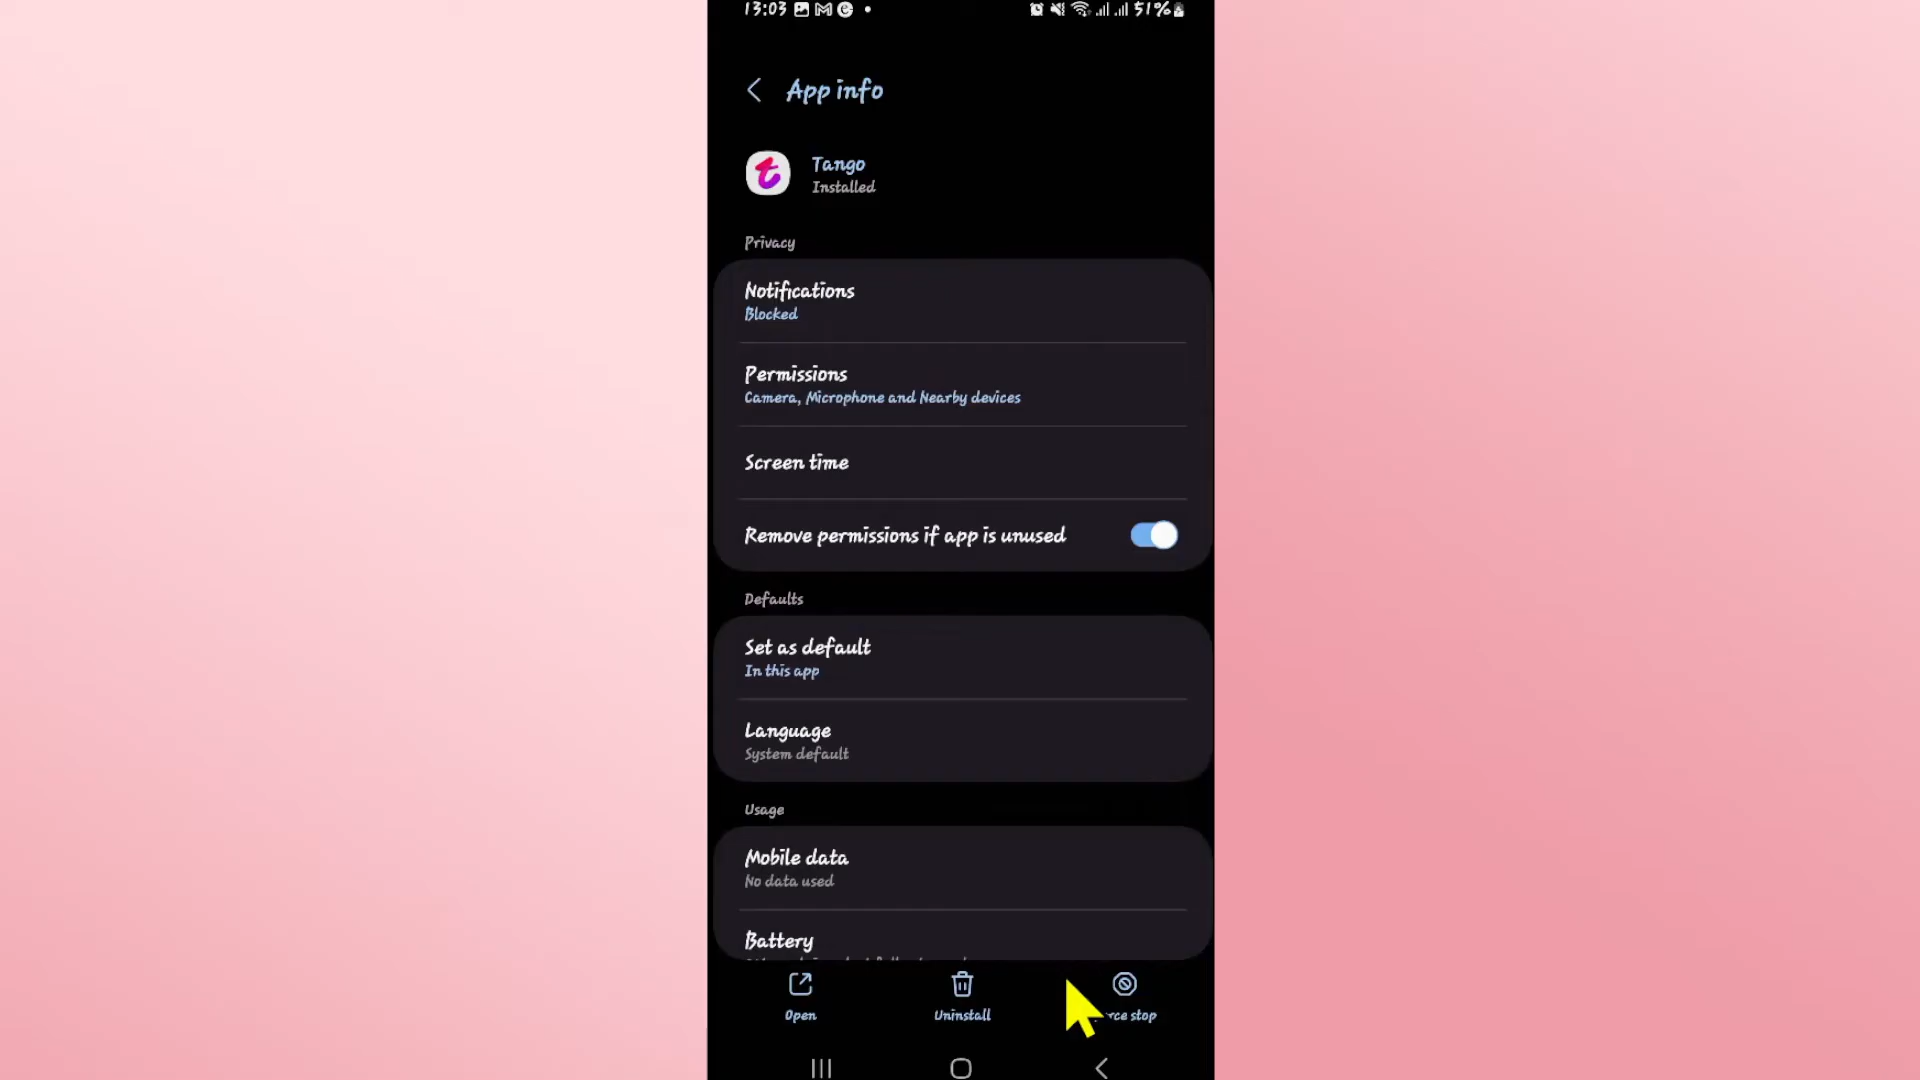 13:03 51%
App info
Tango
Installed
Privacy
Notifications
Blocked
Permissions
Camera, Microphone and Nearby devices
Screen time
Remove permissions if app is unused
Defaults
Set as default
In this app
Language
System default
Usage
Mobile data
No data used
Battery
Open
Uninstall
stop